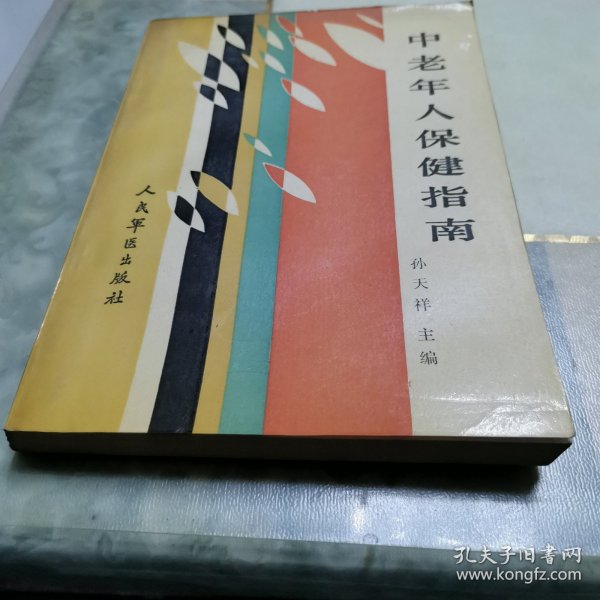 中老年人保健指南
孙天祥 主编
人民軍医出版社
孔夫子旧书网
www.kongfz.com